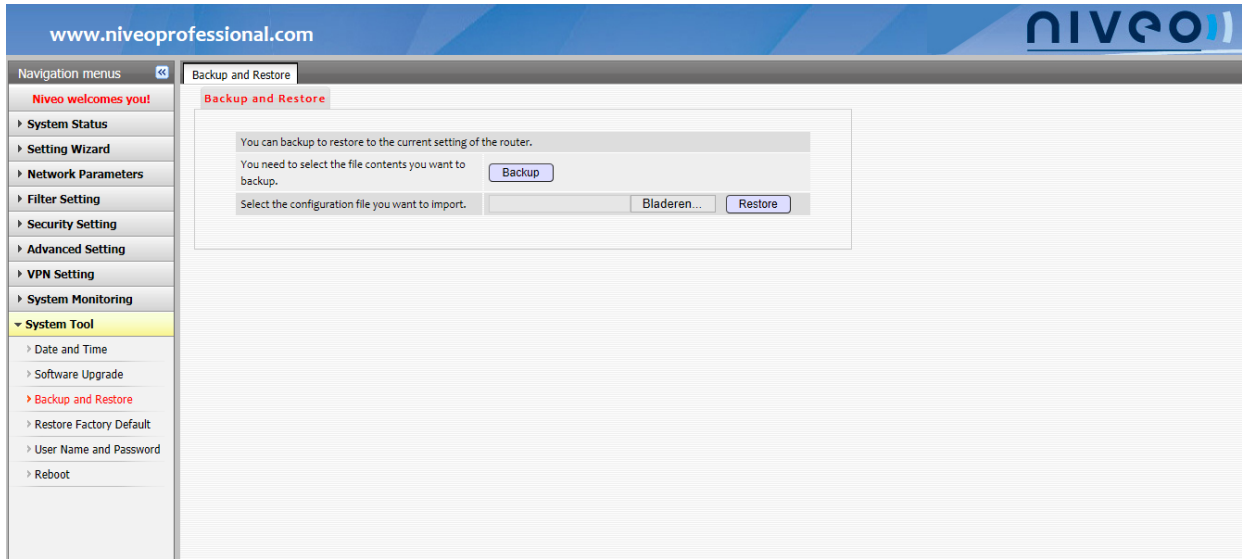 www.niveoprofessional.com
niveo
Navigation menus
Niveo welcomes you!
System Status
Setting Wizard
Network Parameters
Filter Setting
Security Setting
Advanced Setting
VPN Setting
System Monitoring
System Tool
Date and Time
Software Upgrade
Backup and Restore
Restore Factory Default
User Name and Password
Reboot
Backup and Restore
Backup and Restore
You can backup to restore to the current setting of the router.
You need to select the file contents you want to
backup.
Backup
Select the configuration file you want to import.
Bladeren...
Restore